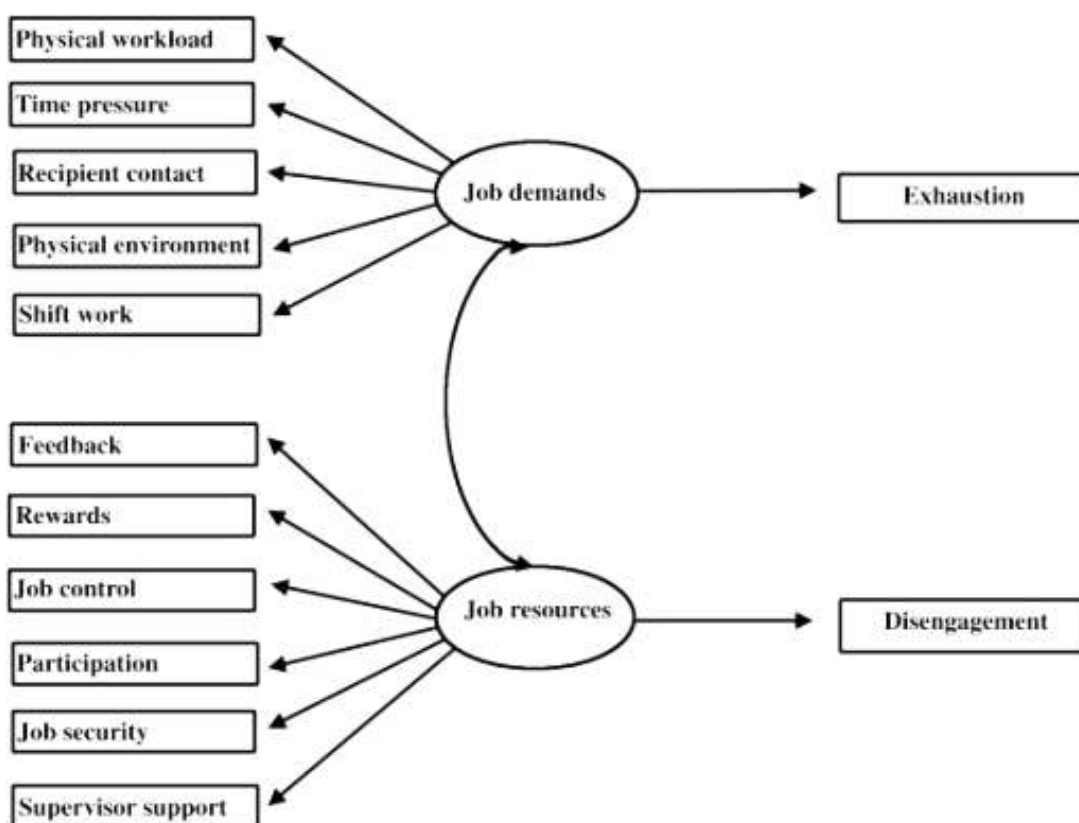 Physical workload
Time pressure
Recipient contact
Physical environment
Shift work
Job demands
Exhaustion
Feedback
Rewards
Job control
Participation
Job security
Supervisor support
Job resources
Disengagement